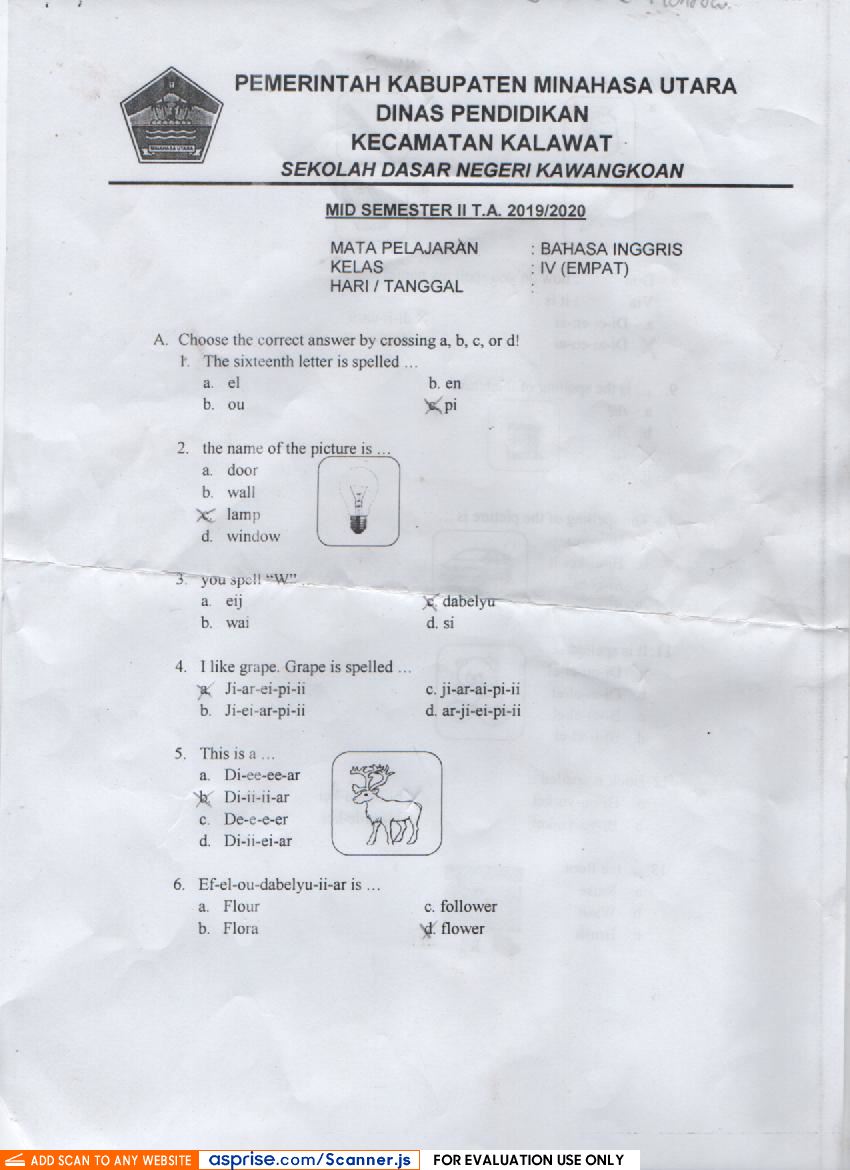 PEMERINTAH KABUPATEN MINAHASA UTARA
DINAS PENDIDIKAN
KECAMATAN KALAWAT
SEKOLAH DASAR NEGERI KAWANGKOAN
MINAHASA UTARA
MID SEMESTER II T.A. 2019/2020
MATA PELAJARAN : BAHASA INGGRIS
KELAS : IV (EMPAT)
HARI / TANGGAL :
A. Choose the correct answer by crossing a, b, c, or d!
1. The sixteenth letter is spelled …
a. el b. en
b. ou c. pi
2. the name of the picture is …
a. door
b. wall
c. lamp
d. window
3. you spell “W” …
a. eij c. dabelyu
b. wai d. si
4. I like grape. Grape is spelled …
a. Ji-ar-ei-pi-ii c. ji-ar-ai-pi-ii
b. Ji-ei-ar-pi-ii d. ar-ji-ei-pi-ii
5. This is a …
a. Di-ee-ee-ar
b. Di-ii-ii-ar
c. De-e-e-er
d. Di-ii-ei-ar
6. Ef-el-ou-dabelyu-ii-ar is …
a. Flour c. follower
b. Flora d. flower
ADD SCAN TO ANY WEBSITE asprise.com/Scanner.js FOR EVALUATION USE ONLY